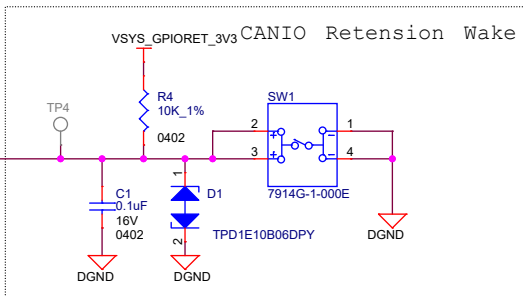 VSYS_GPIORET_3V3
CANIO Retension Wake
TP4
R4
10K_1%
0402
SW1
2
3
1
4
7914G-1-000E
C1
0.1uF
16V
0402
1
D1
2
TPD1E10B06DPY
DGND
DGND
DGND